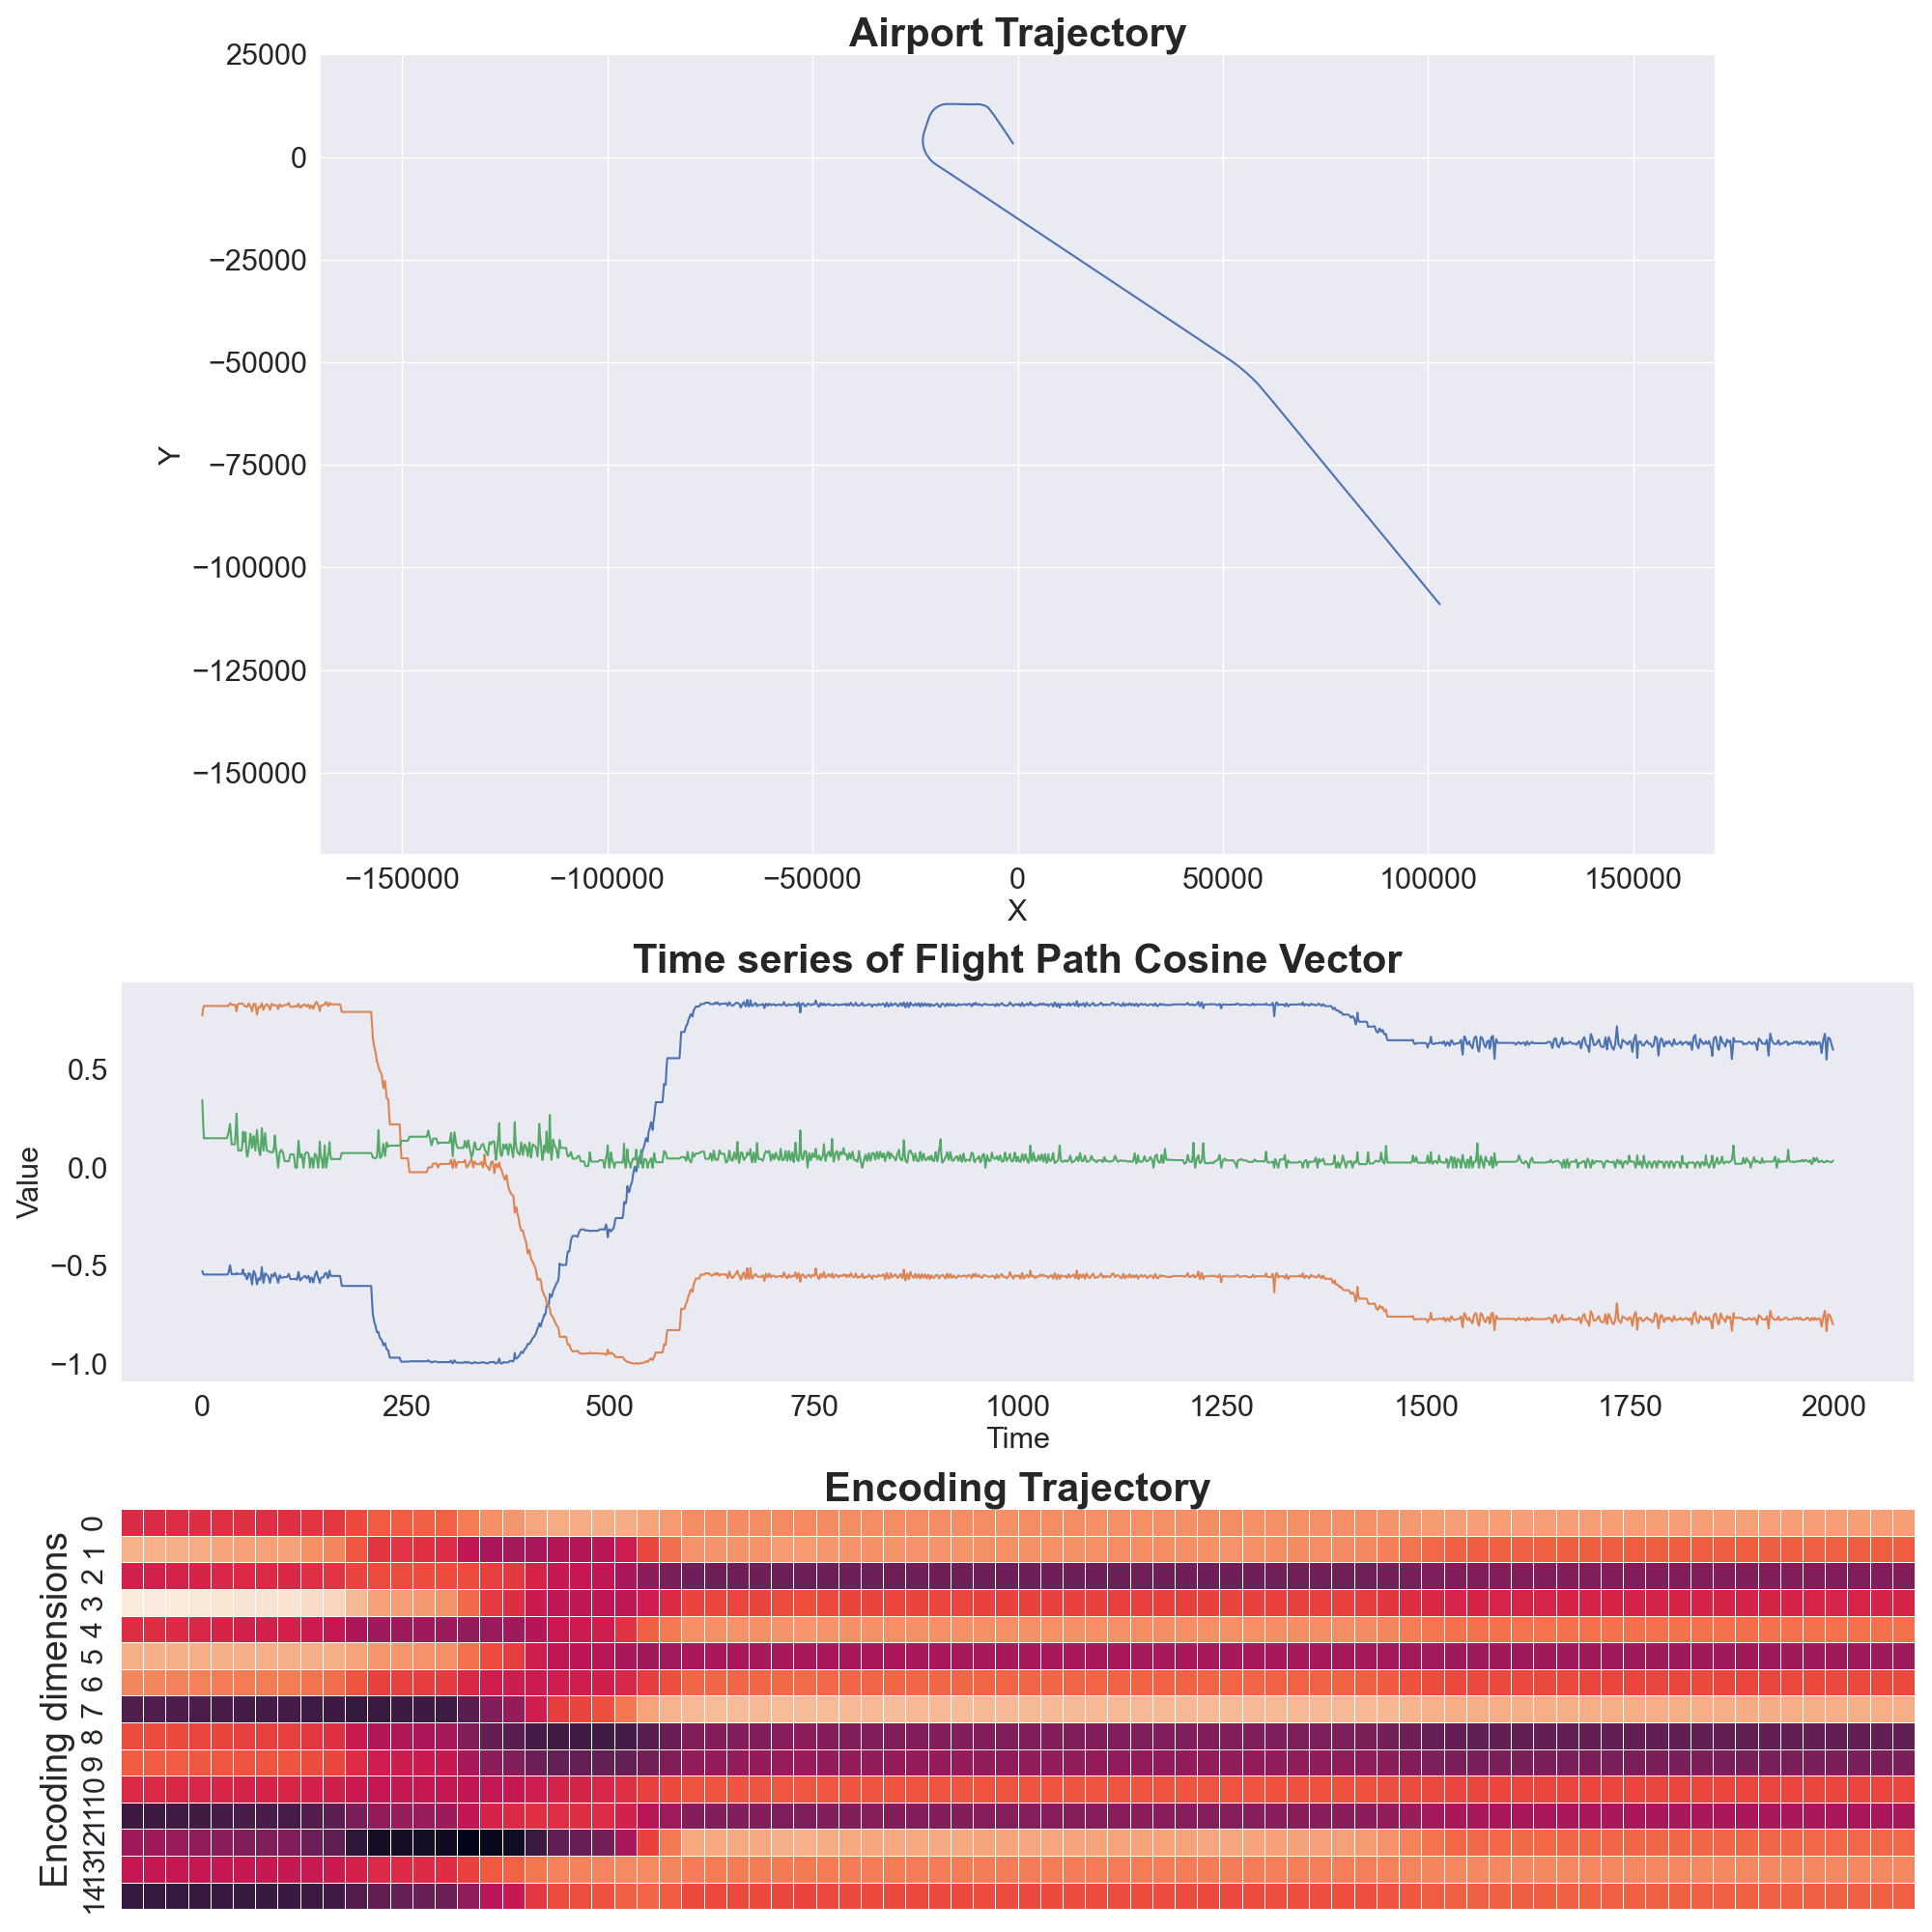 Airport Trajectory
25000
0
−25000
−50000
−75000
−100000
−125000
−150000
Y
−150000 −100000 −50000 0 50000 100000 150000
X
Time series of Flight Path Cosine Vector
0.5
0.0
−0.5
−1.0
Value
0 250 500 750 1000 1250 1500 1750 2000
Time
Encoding Trajectory
Encoding dimensions
0
1
2
3
4
5
6
7
8
9
10
11
12
13
14